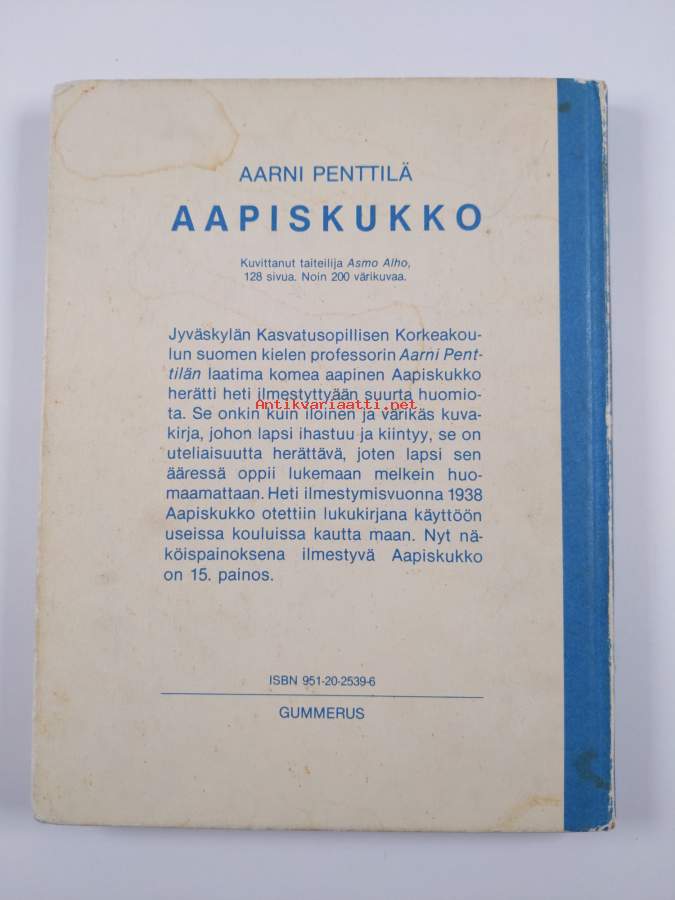 AARNI PENTTILÄ
AAPISKUKKO
Kuvittanut taiteilija Asmo Alho,
128 sivua. Noin 200 värikuvaa.
Jyväskylän Kasvatusopillisen Korkeakou-
lun suomen kielen professorin Aarni Pent-
tilän laatima komea aapinen Aapiskukko
herätti heti ilmestyttyään suurta huomio-
Antikvariaatti.net
ta. Se onkin kuin iloinen ja värikäs kuva-
kirja, johon lapsi ihastuu ja kiintyy, se on
uteliaisuutta herättävä, joten lapsi sen
ääressä oppii lukemaan melkein huo-
maamattaan. Heti ilmestymisvuonna 1938
Aapiskukko otettiin lukukirjana käyttöön
useissa kouluissa kautta maan. Nyt nä-
köispainoksena ilmestyvä Aapiskukko
on 15. painos.
ISBN 951-20-2539-6
GUMMERUS